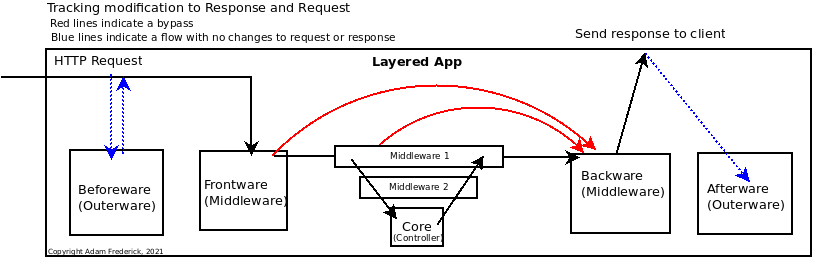 Tracking modification to Response and Request
Red lines indicate a bypass
Blue lines indicate a flow with no changes to request or response
Send response to client
HTTP Request
Layered App
Beforeware
(Outerware)
Frontware
(Middleware)
Middleware 1
Middleware 2
Core
(Controller)
Backware
(Middleware)
Afterware
(Outerware)
Copyright Adam Frederick, 2021